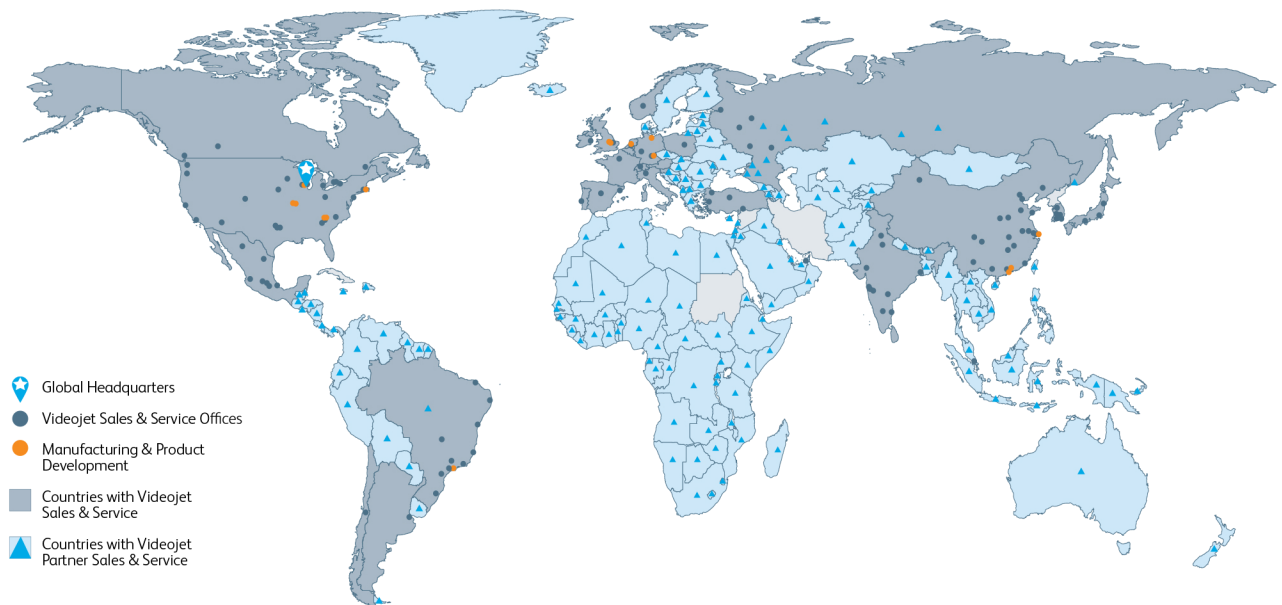 Global Headquarters
Videojet Sales & Service Offices
Manufacturing & Product
Development
Countries with Videojet
Sales & Service
Countries with Videojet
Partner Sales & Service